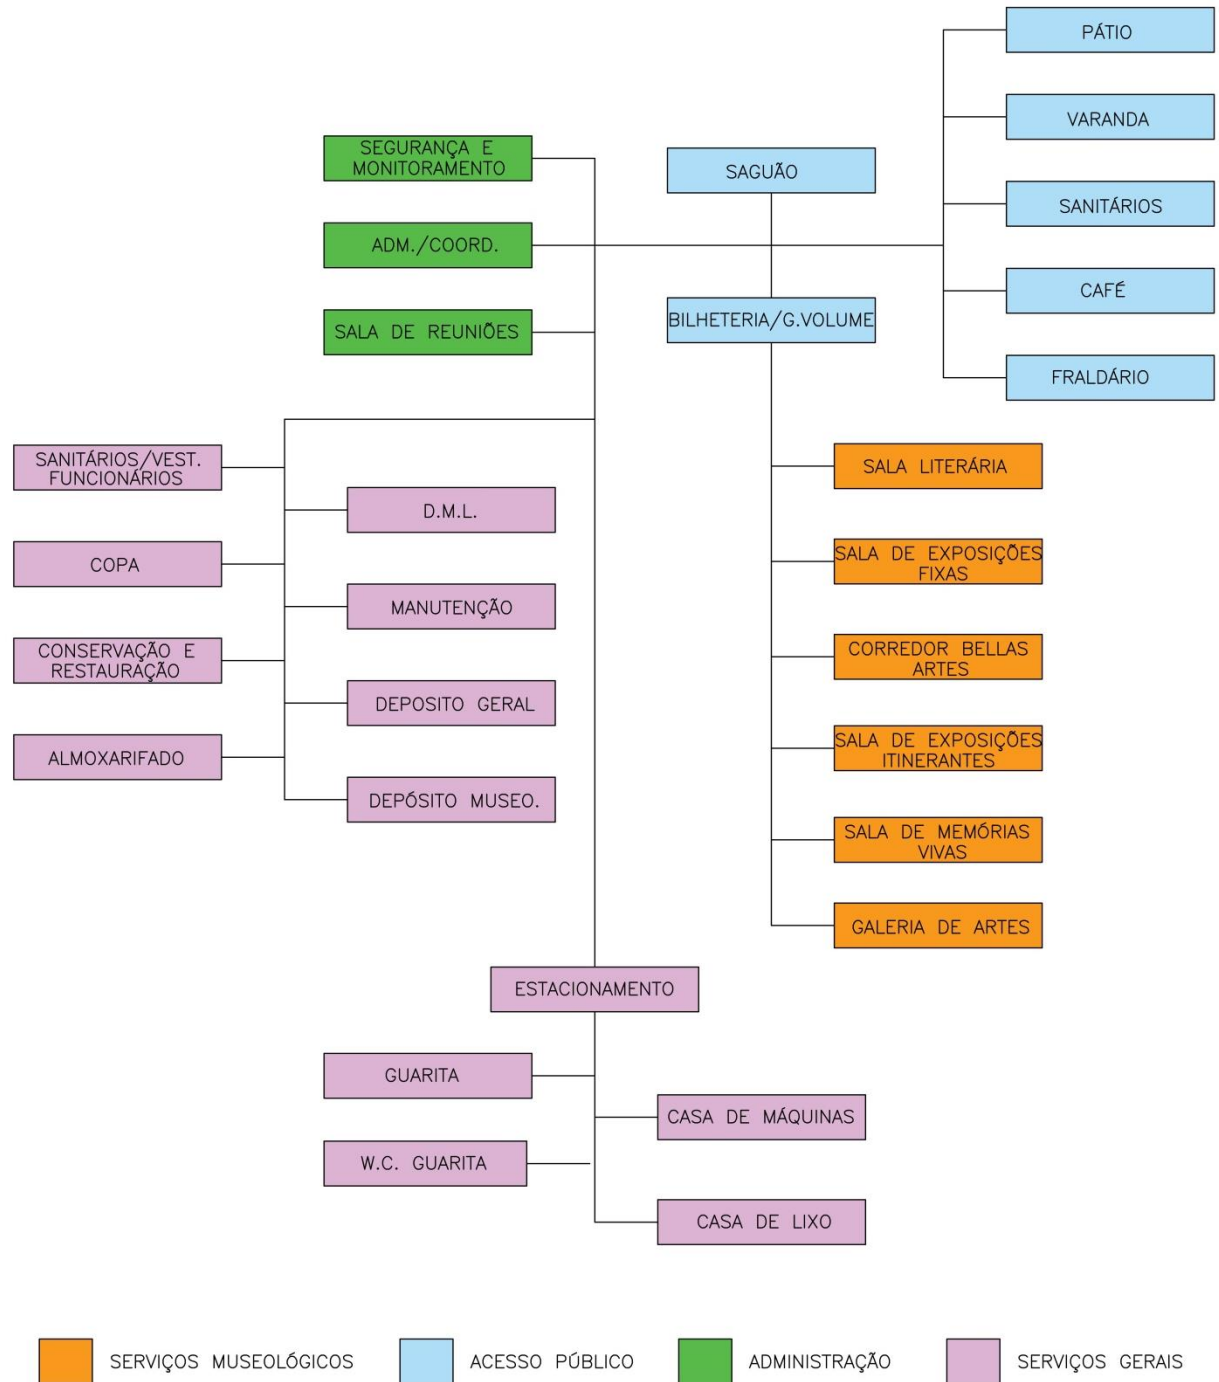 PÁTIO
VARANDA
SEGURANÇA E
MONITORAMENTO
SAGUÃO
SANITÁRIOS
ADM./COORD.
CAFÉ
BILHETERIA/G.VOLUME
SALA DE REUNIÕES
FRALDÁRIO
SANITÁRIOS/VEST.
FUNCIONÁRIOS
SALA LITERÁRIA
D.M.L.
COPA
SALA DE EXPOSIÇÕES
FIXAS
MANUTENÇÃO
CONSERVAÇÃO E
RESTAURAÇÃO
CORREDOR BELLAS
ARTES
DEPOSITO GERAL
ALMOXARIFADO
SALA DE EXPOSIÇÕES
ITINERANTES
DEPÓSITO MUSEO.
SALA DE MEMÓRIAS
VIVAS
GALERIA DE ARTES
ESTACIONAMENTO
GUARITA
CASA DE MÁQUINAS
W.C. GUARITA
CASA DE LIXO
SERVIÇOS MUSEOLÓGICOS
ACESSO PÚBLICO
ADMINISTRAÇÃO
SERVIÇOS GERAIS